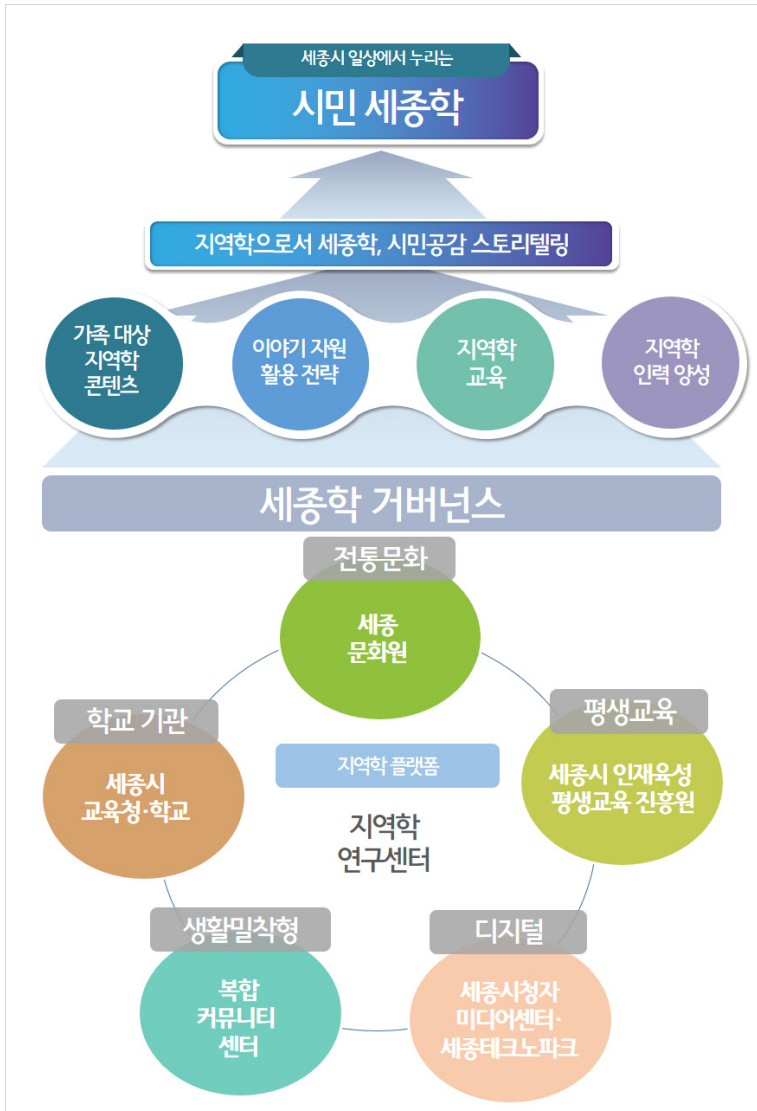 세종시 일상에서 누리는
시민 세종학
지역학으로서 세종학, 시민공감 스토리텔링
가족 대상
지역학
콘텐츠
이야기 자원
활용 전략
지역학
교육
지역학
인력 양성
세종학 거버넌스
전통문화
세종
문화원
학교 기관
세종시
교육청·학교
평생교육
세종시 인재육성
평생교육 진흥원
지역학 플랫폼
지역학
연구센터
생활밀착형
복합
커뮤니티
센터
디지털
세종시청자
미디어센터·
세종테크노파크